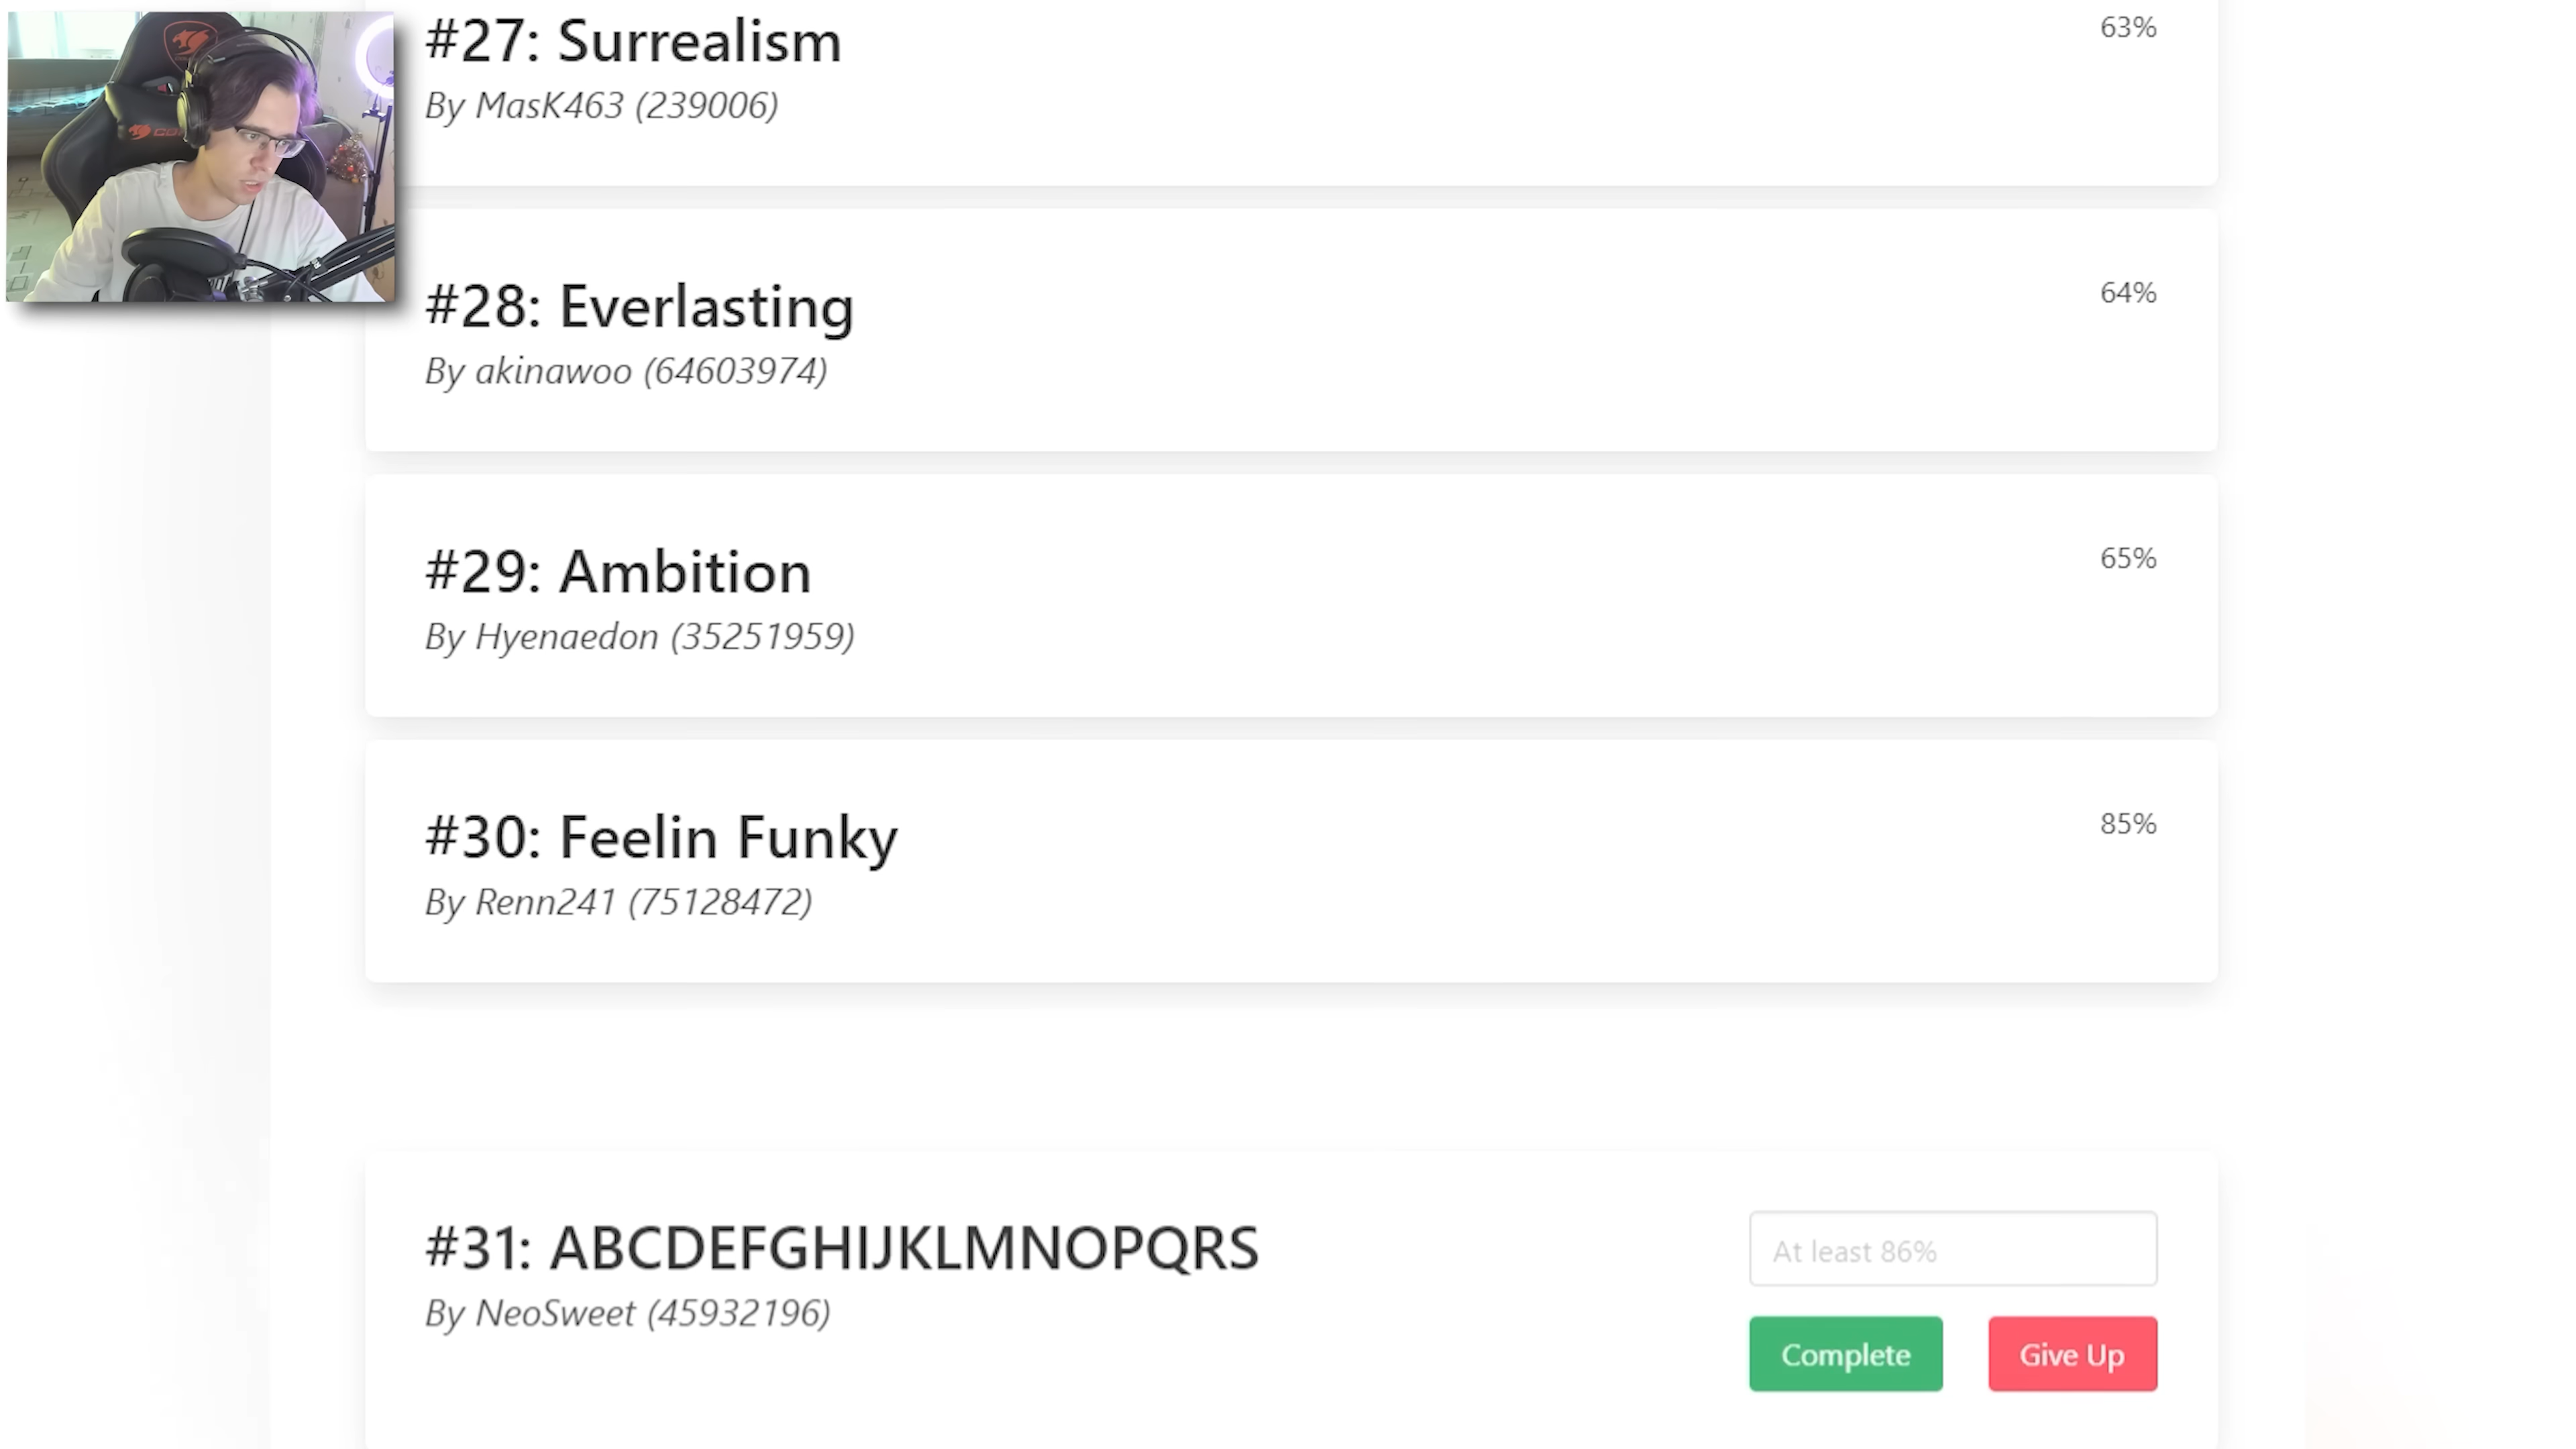 #27: Surrealism
63%
By MasK463 (239006)
#28: Everlasting
64%
By akinawoo (64603974)
#29: Ambition
65%
By Hyenaedon (35251959)
#30: Feelin Funky
85%
By Renn241 (75128472)
#31: ABCDEFGHIJKLMNOPQRS
At least 86%
By NeoSweet (45932196)
Complete
Give Up